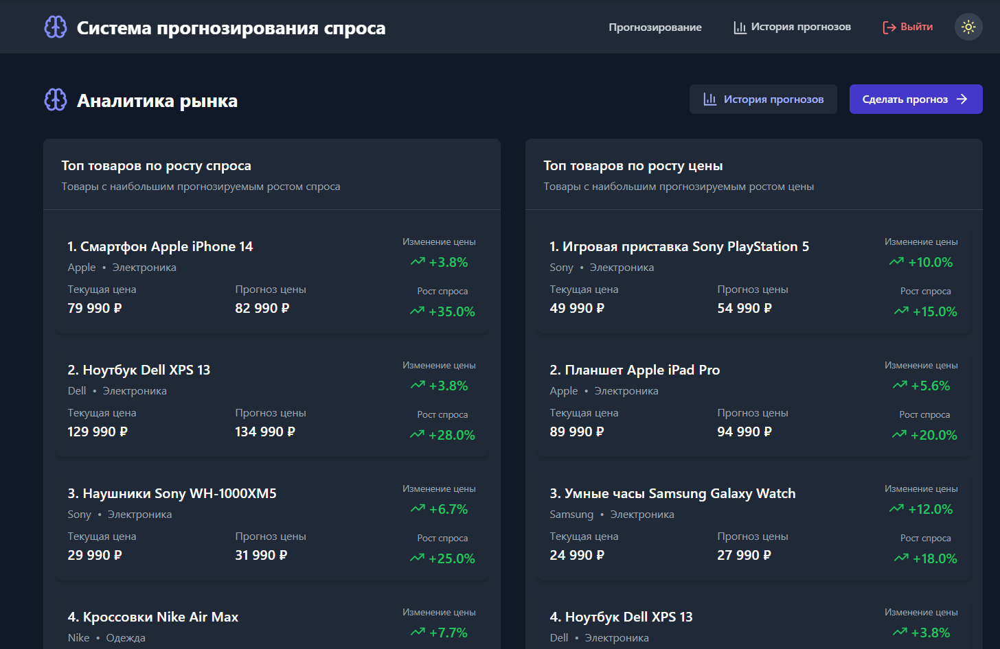 Система прогнозирования спроса
Прогнозирование
История прогнозов
Выйти
Аналитика рынка
История прогнозов
Сделать прогноз
Топ товаров по росту спроса
Товары с наибольшим прогнозируемым ростом спроса
1. Смартфон Apple iPhone 14
Apple • Электроника
Текущая цена
79 990 ₽
Прогноз цены
82 990 ₽
Изменение цены
+3.8%
Рост спроса
+35.0%
2. Ноутбук Dell XPS 13
Dell • Электроника
Текущая цена
129 990 ₽
Прогноз цены
134 990 ₽
Изменение цены
+3.8%
Рост спроса
+28.0%
3. Наушники Sony WH-1000XM5
Sony • Электроника
Текущая цена
29 990 ₽
Прогноз цены
31 990 ₽
Изменение цены
+6.7%
Рост спроса
+25.0%
4. Кроссовки Nike Air Max
Nike • Одежда
Изменение цены
+7.7%
Топ товаров по росту цены
Товары с наибольшим прогнозируемым ростом цены
1. Игровая приставка Sony PlayStation 5
Sony • Электроника
Текущая цена
49 990 ₽
Прогноз цены
54 990 ₽
Изменение цены
+10.0%
Рост спроса
+15.0%
2. Планшет Apple iPad Pro
Apple • Электроника
Текущая цена
89 990 ₽
Прогноз цены
94 990 ₽
Изменение цены
+5.6%
Рост спроса
+20.0%
3. Умные часы Samsung Galaxy Watch
Samsung • Электроника
Текущая цена
24 990 ₽
Прогноз цены
27 990 ₽
Изменение цены
+12.0%
Рост спроса
+18.0%
4. Ноутбук Dell XPS 13
Dell • Электроника
Изменение цены
+3.8%